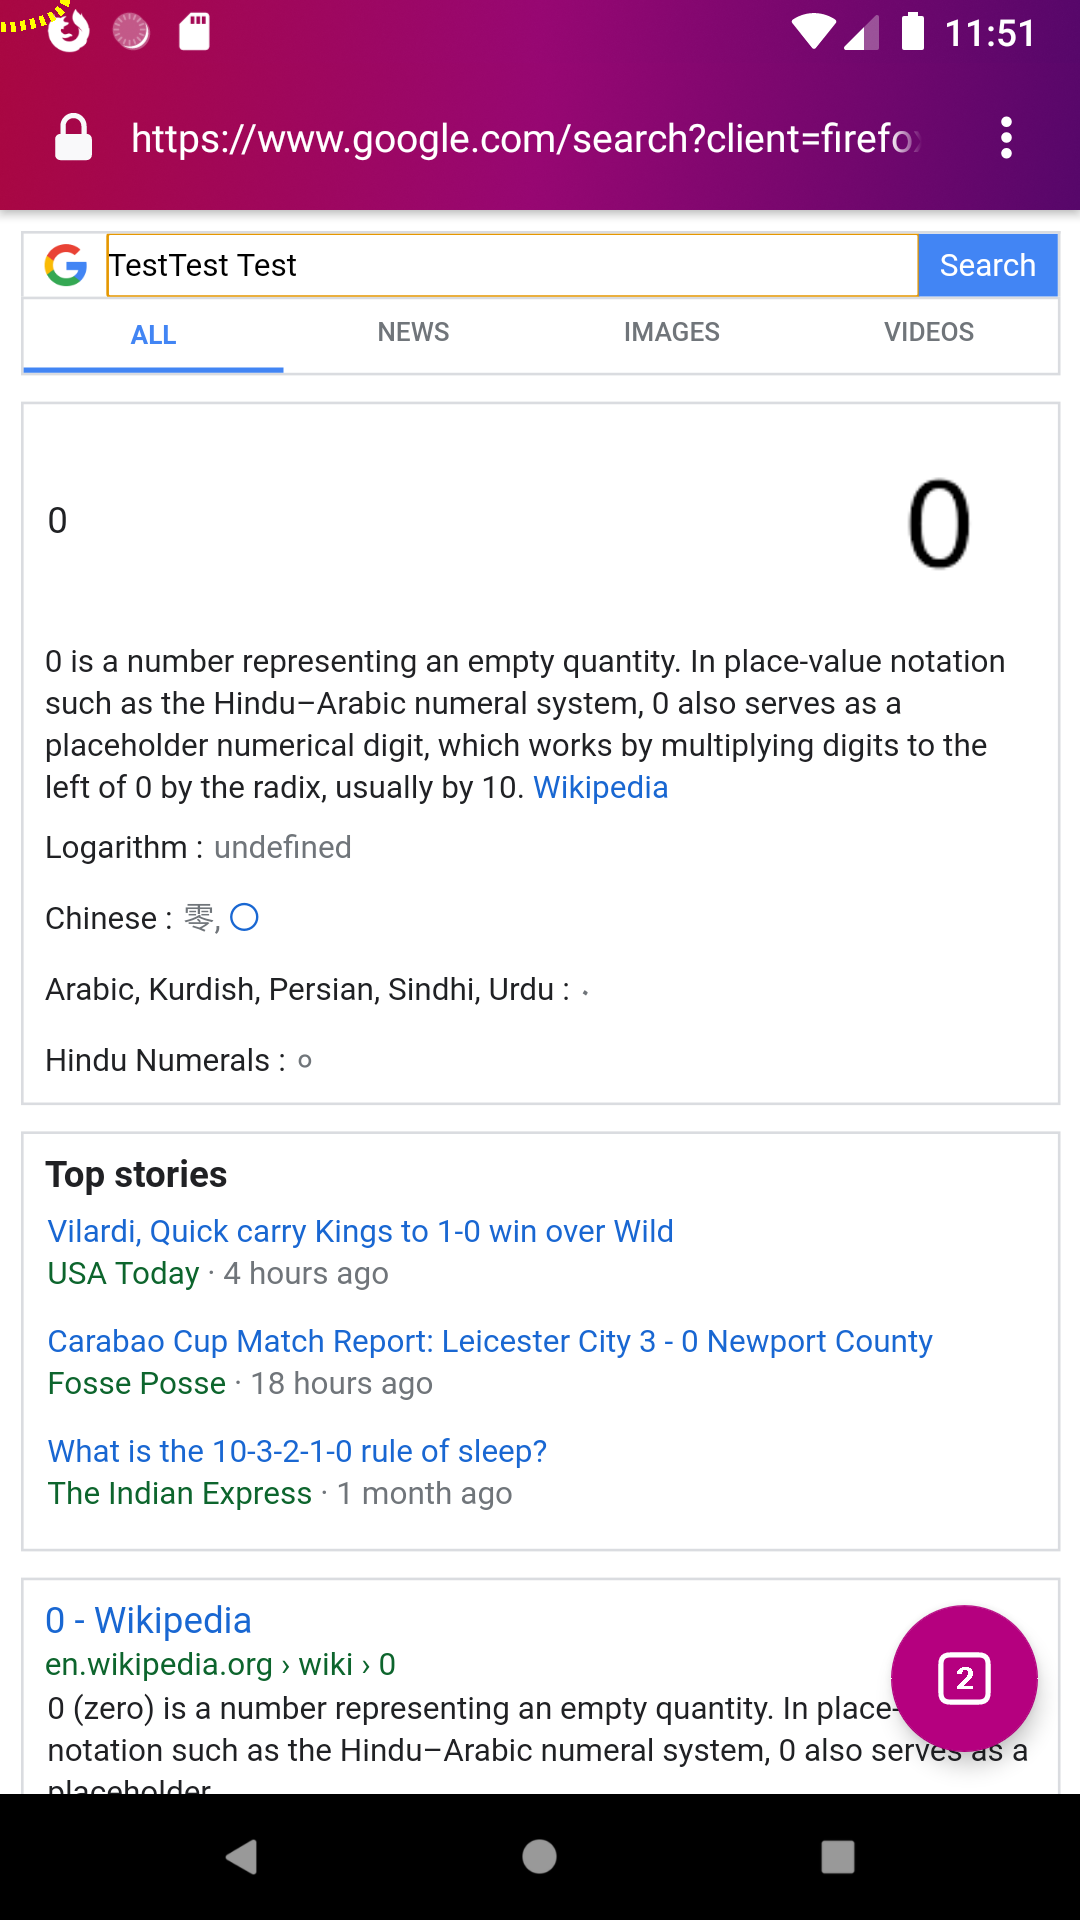 11:51
https://www.google.com/search?client=firefo
TestTest Test
Search
ALL NEWS IMAGES VIDEOS
0
0
0 is a number representing an empty quantity. In place-value notation
such as the Hindu–Arabic numeral system, 0 also serves as a
placeholder numerical digit, which works by multiplying digits to the
left of 0 by the radix, usually by 10. Wikipedia
Logarithm : undefined
Chinese : 零, 〇
Arabic, Kurdish, Persian, Sindhi, Urdu : ٠
Hindu Numerals : ०
Top stories
Vilardi, Quick carry Kings to 1-0 win over Wild
USA Today · 4 hours ago
Carabao Cup Match Report: Leicester City 3 - 0 Newport County
Fosse Posse · 18 hours ago
What is the 10-3-2-1-0 rule of sleep?
The Indian Express · 1 month ago
0 - Wikipedia
en.wikipedia.org › wiki › 0
2
0 (zero) is a number representing an empty quantity. In place-
notation such as the Hindu–Arabic numeral system, 0 also serves as a
placeholder